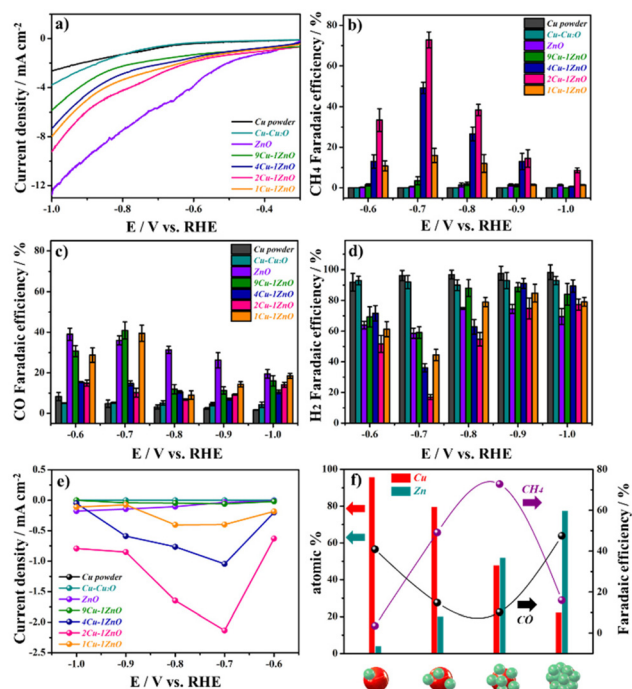 a)
Current density / mA cm⁻²
0
-4
-8
-12
-1.0
-0.8
-0.6
-0.4
E / V vs. RHE
Cu powder
Cu-Cu₂O
ZnO
9Cu-1ZnO
4Cu-1ZnO
2Cu-1ZnO
1Cu-1ZnO
b)
CH4 Faradaic efficiency / %
80
60
40
20
0
-0.6
-0.7
-0.8
-0.9
-1.0
E / V vs. RHE
Cu powder
Cu-Cu₂O
ZnO
9Cu-1ZnO
4Cu-1ZnO
2Cu-1ZnO
1Cu-1ZnO
c)
CO Faradaic efficiency / %
80
60
40
20
0
-0.6
-0.7
-0.8
-0.9
-1.0
E / V vs. RHE
Cu powder
Cu-Cu₂O
ZnO
9Cu-1ZnO
4Cu-1ZnO
2Cu-1ZnO
1Cu-1ZnO
d)
H2 Faradaic efficiency / %
100
90
80
70
60
50
40
30
20
10
0
-0.6
-0.7
-0.8
-0.9
-1.0
E / V vs. RHE
e)
Current density / mA cm⁻²
0.0
-0.5
-1.0
-1.5
-2.0
-2.5
-1.0
-0.9
-0.8
-0.7
-0.6
E / V vs. RHE
Cu powder
Cu-Cu₂O
ZnO
9Cu-1ZnO
4Cu-1ZnO
2Cu-1ZnO
1Cu-1ZnO
f)
atomic %
100
80
60
40
20
0
Cu
Zn
CH4
CO
Faradaic efficiency / %
80
60
40
20
0